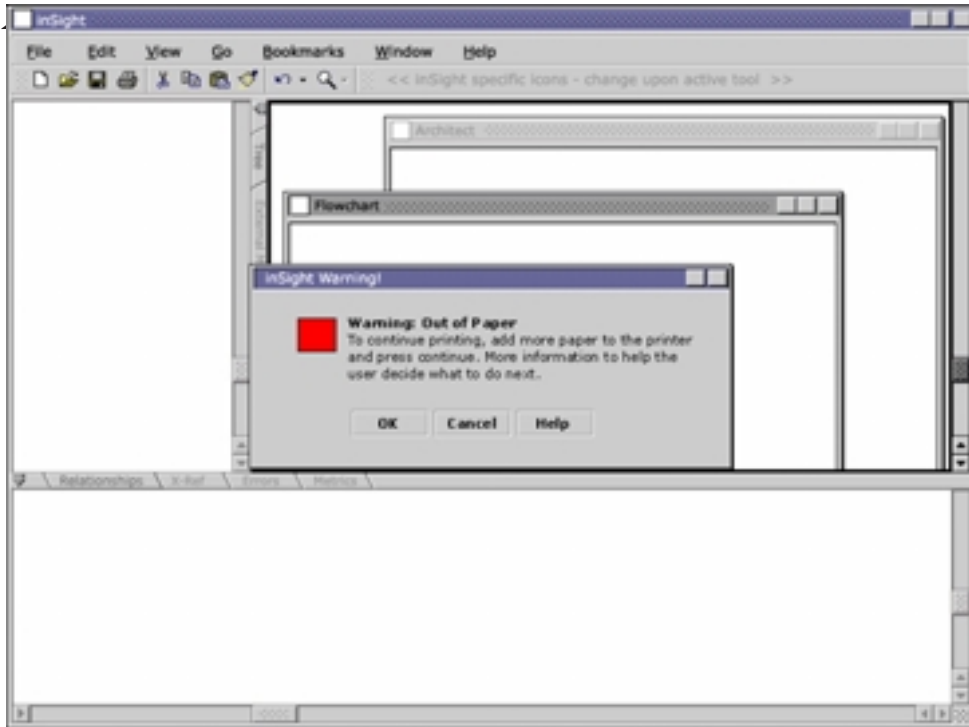 inSight
File Edit View Go Bookmarks Window Help
<< inSight specific icons - change upon active tool >>
Architect
Tree
Flowchart
External
inSight Warning!
Warning: Out of Paper
To continue printing, add more paper to the printer
and press continue. More information to help the
user decide what to do next.
OK Cancel Help
Relationships X-Ref Errors Metrics